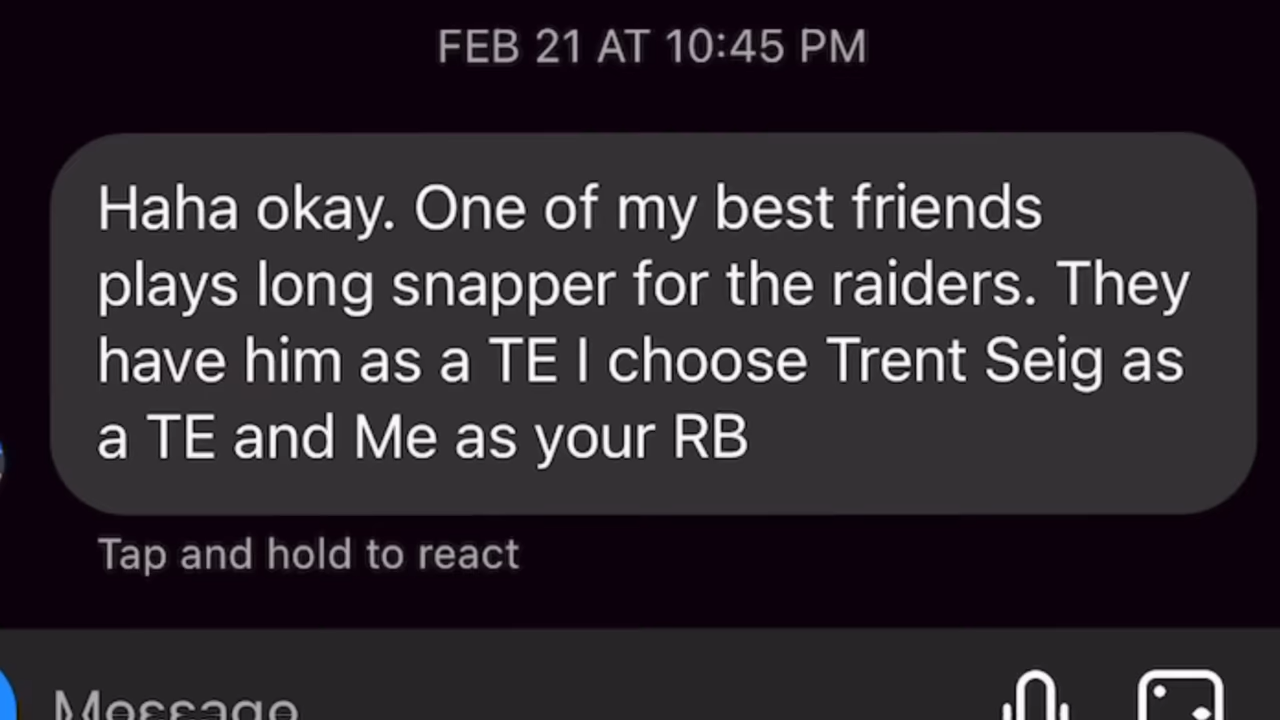 FEB 21 AT 10:45 PM
Haha okay. One of my best friends
plays long snapper for the raiders. They
have him as a TE I choose Trent Seig as
a TE and Me as your RB
Tap and hold to react
Message